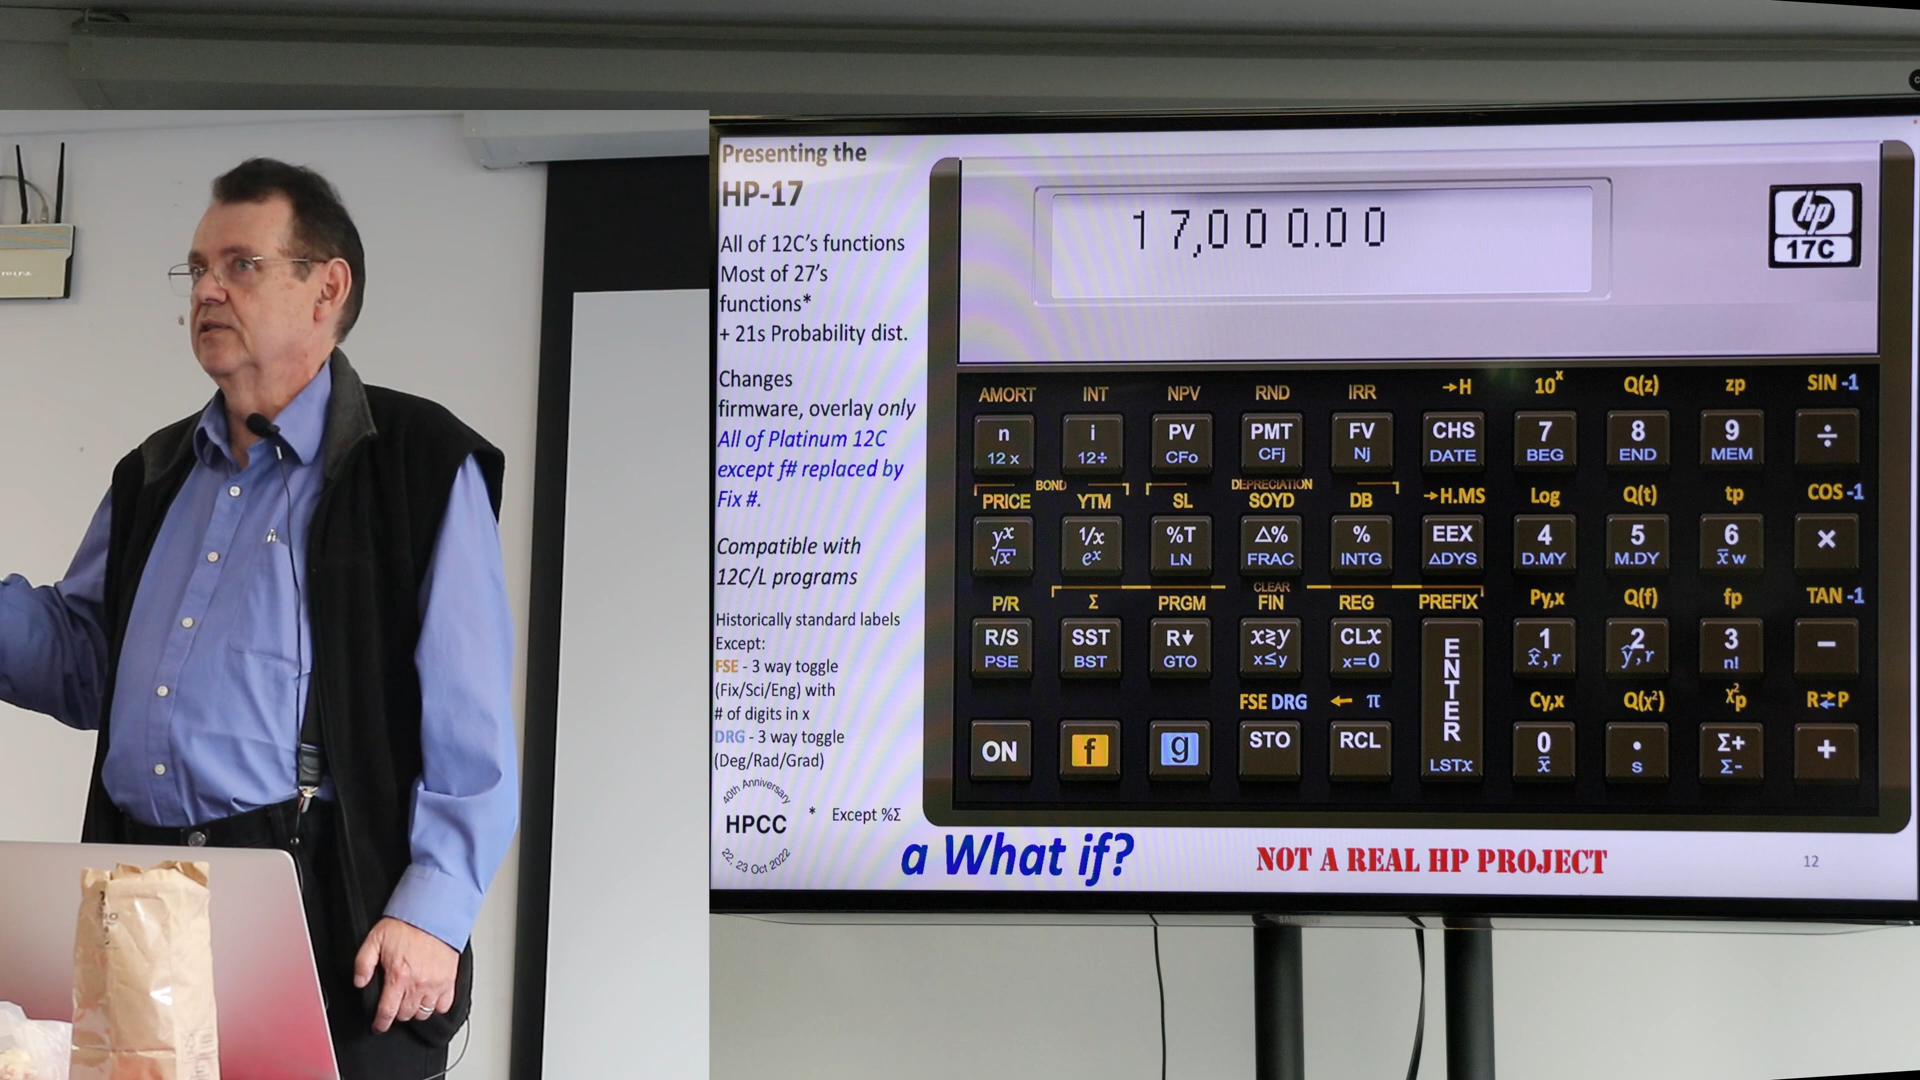 Presenting the
HP-17
All of 12C's functions
Most of 27's
functions*
+ 21s Probability dist.
Changes
firmware, overlay only
All of Platinum 12C
except f# replaced by
Fix #.
Compatible with
12C/L programs
Historically standard labels
Except:
FSE - 3 way toggle
(Fix/Sci/Eng) with
# of digits in x
DRG - 3 way toggle
(Deg/Rad/Grad)
40th Anniversary
HPCC
22, 23 Oct 2022
* Except %Σ
17,000.00
hp
17C
AMORT INT NPV RND IRR →H 10ˣ Q(z) zp SIN -1
n i PV PMT FV CHS 7 8 9 ÷
12 x 12÷ CFo CFj Nj DATE BEG END MEM
BOND DEPRECIATION
PRICE YTM SL SOYD DB →H.MS Log Q(t) tp COS -1
yˣ 1/x %T Δ% % EEX 4 5 6 ×
√x eˣ LN FRAC INTG ΔDYS D.MY M.DY x̄w
CLEAR
P/R Σ PRGM FIN REG PREFIX Py,x Q(f) fp TAN -1
R/S SST R↓ x≷y CLx ENTER 1 2 3 −
PSE BST GTO x≤y x=0 x̂,r ŷ,r n!
FSE DRG ← π Cy,x Q(χ²) χ²p R⇄P
ON f g STO RCL 0 • Σ+ +
LSTx x̄ s Σ-
a What if?
NOT A REAL HP PROJECT
12